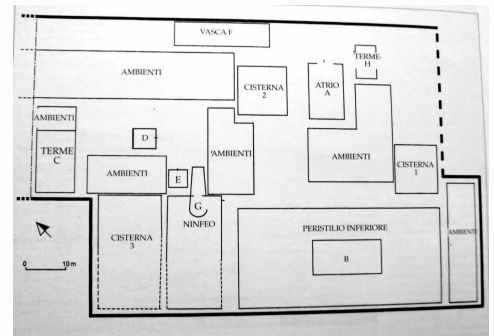 VASCA F
AMBIENTI
CISTERNA
2
ATRIO
A
TERME
H
AMBIENTI
TERME
C
D
AMBIENTI
E
AMBIENTI
AMBIENTI
CISTERNA
1
G
NINFEO
CISTERNA
3
PERISTILIO INFERIORE
B
AMBIENTI
0 10 m